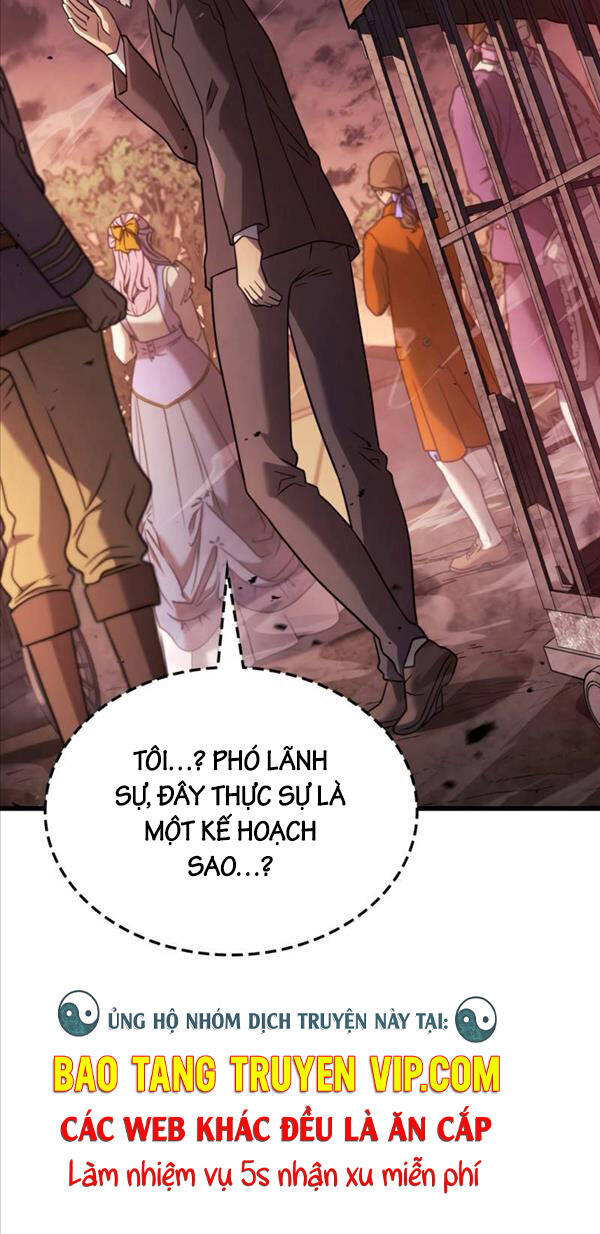 TÔI...? PHÓ LÃNH
SỰ, ĐÂY THỰC SỰ LÀ
MỘT KẾ HOẠCH
SAO...?
ỦNG HỘ NHÓM DỊCH TRUYỆN NÀY TẠI:
BAO TANG TRUYEN VIP.COM
CÁC WEB KHÁC ĐỀU LÀ ĂN CẮP
Làm nhiệm vụ 5s nhận xu miễn phí